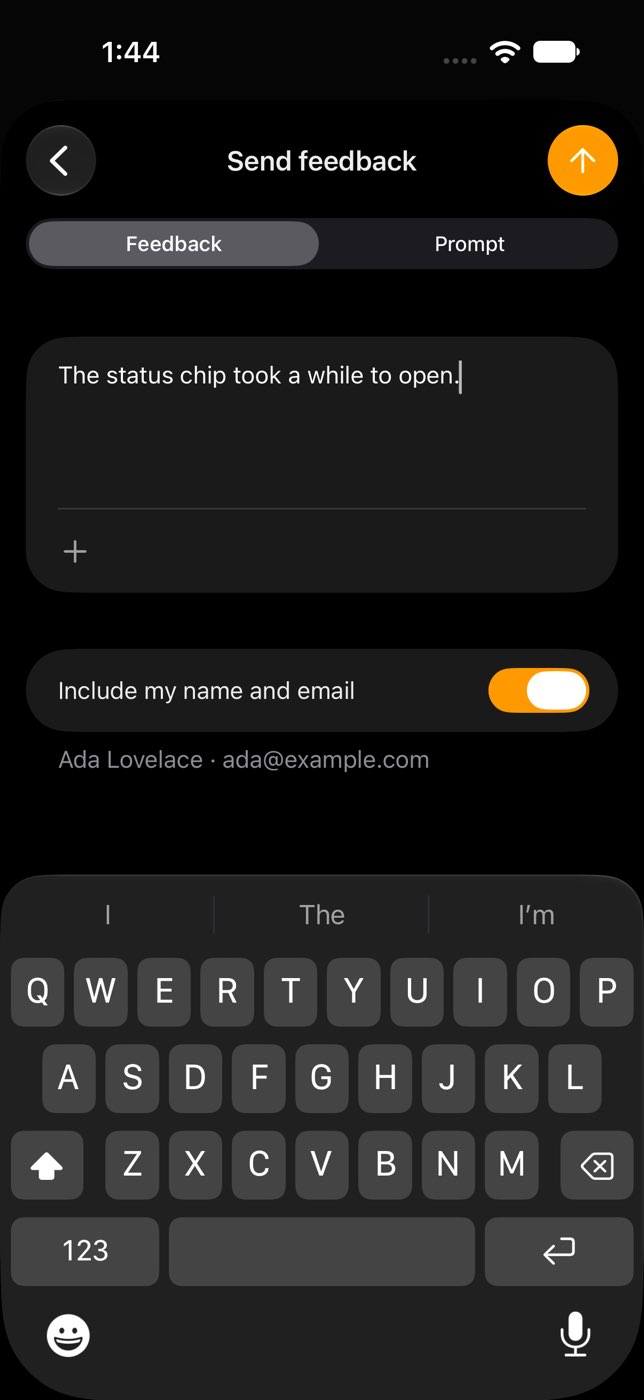 1:44
Send feedback
Feedback Prompt
The status chip took a while to open.
Include my name and email
Ada Lovelace · ada@example.com
I The I’m
Q W E R T Y U I O P
A S D F G H J K L
Z X C V B N M
123